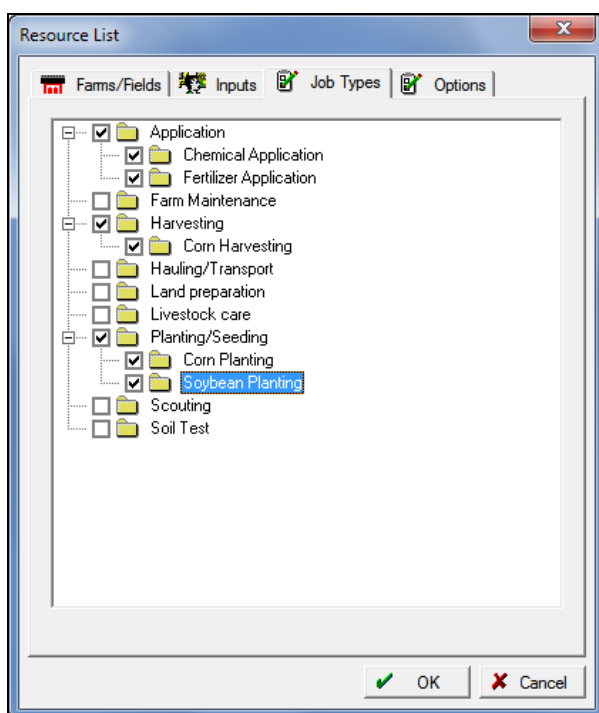 Resource List
Farms/Fields Inputs Job Types Options
Application
Chemical Application
Fertilizer Application
Farm Maintenance
Harvesting
Corn Harvesting
Hauling/Transport
Land preparation
Livestock care
Planting/Seeding
Corn Planting
Soybean Planting
Scouting
Soil Test
OK Cancel